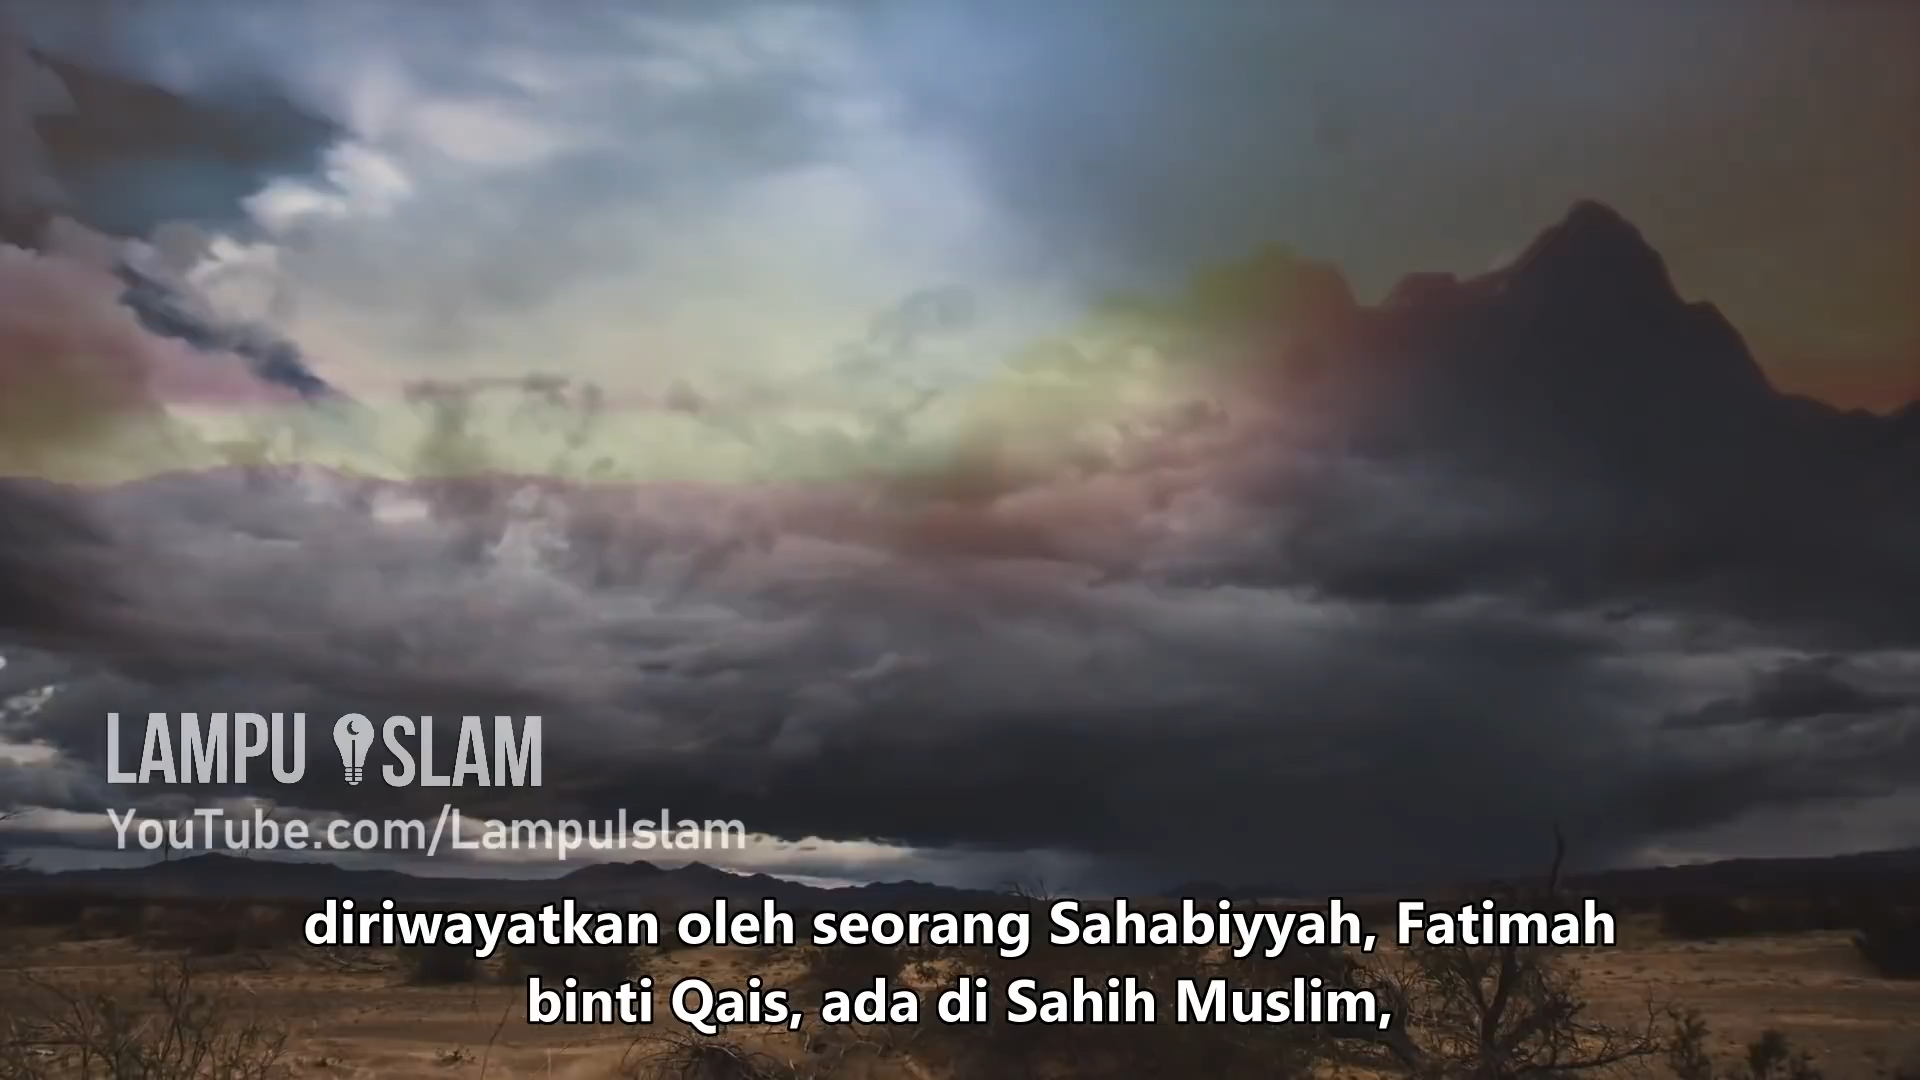 LAMPU ISLAM
YouTube.com/LampuIslam
diriwayatkan oleh seorang Sahabiyyah, Fatimah
binti Qais, ada di Sahih Muslim,